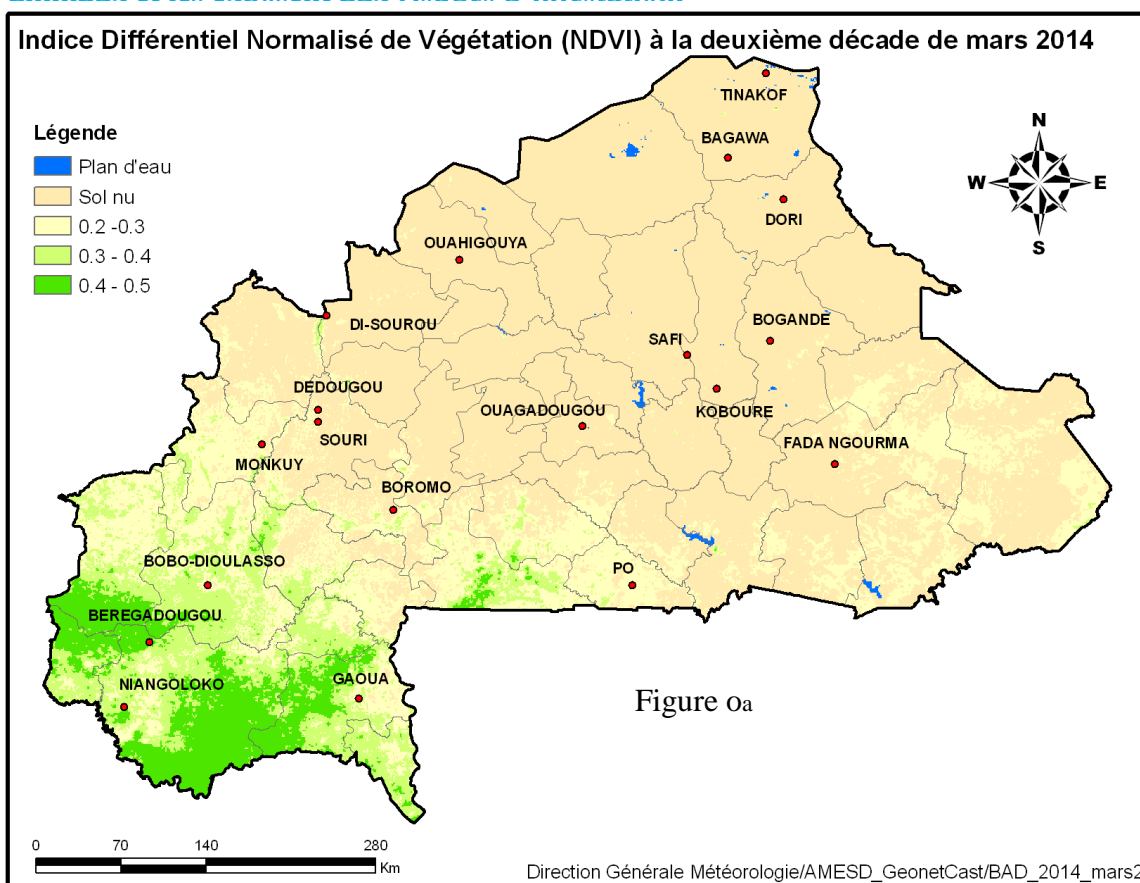 Indice Différentiel Normalisé de Végétation (NDVI) à la deuxième décade de mars 2014
Légende
Plan d'eau
Sol nu
0.2 -0.3
0.3 - 0.4
0.4 - 0.5
N
W
E
S
TINAKOF
BAGAWA
DORI
OUAHIGOUYA
DI-SOUROU
BOGANDE
SAFI
DEDOUGOU
KOBOURE
OUAGADOUGOU
SOURI
FADA NGOURMA
MONKUY
BOROMO
BOBO-DIOULASSO
PO
BEREGADOUGOU
NIANGOLOKO
GAOUA
Figure 0a
0 70 140 280
Km
Direction Générale Météorologie/AMESD_GeonetCast/BAD_2014_mars2